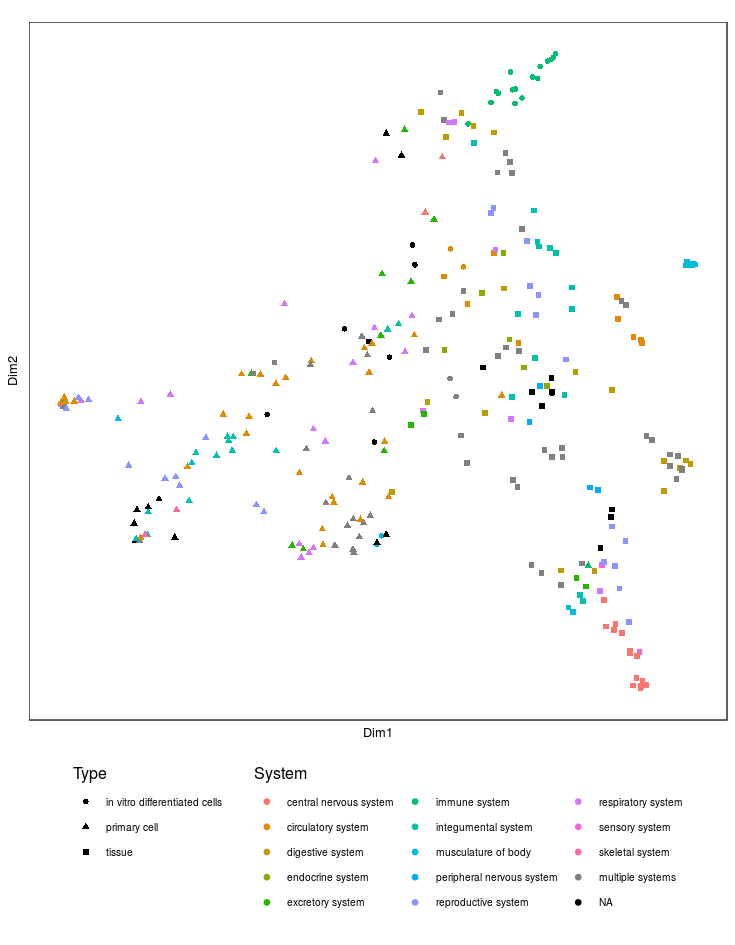 Dim2
Dim1
Type
in vitro differentiated cells
primary cell
tissue
System
central nervous system
circulatory system
digestive system
endocrine system
excretory system
immune system
integumental system
musculature of body
peripheral nervous system
reproductive system
respiratory system
sensory system
skeletal system
multiple systems
NA